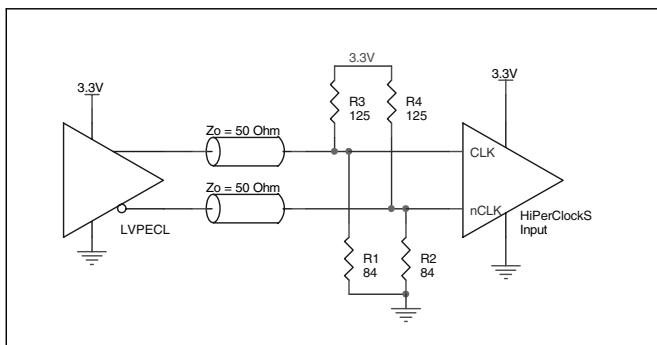 3.3V
3.3V
3.3V
R3
125
R4
125
Zo = 50 Ohm
CLK
Zo = 50 Ohm
nCLK
HiPerClockS
Input
LVPECL
R1
84
R2
84